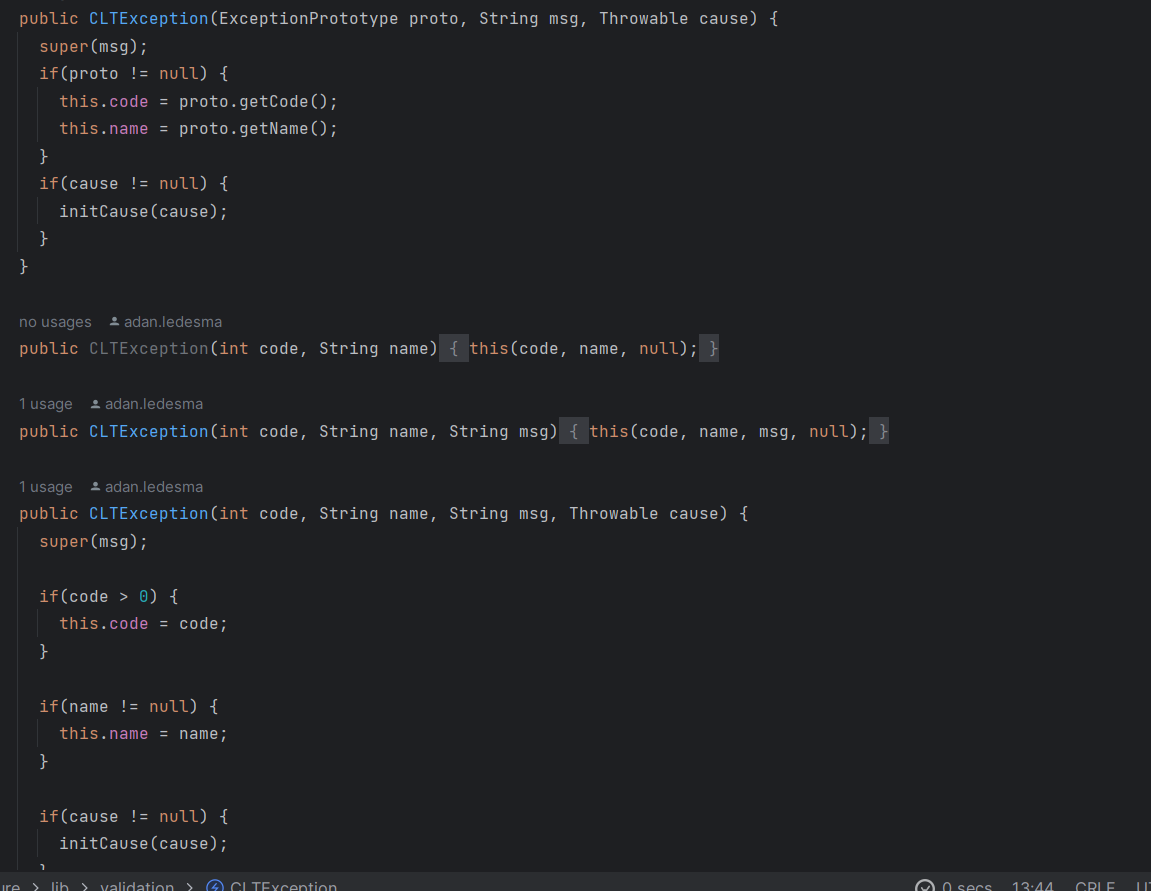 public CLTException(ExceptionPrototype proto, String msg, Throwable cause) {
super(msg);
if(proto != null) {
this.code = proto.getCode();
this.name = proto.getName();
}
if(cause != null) {
initCause(cause);
}
}
no usages adan.ledesma
public CLTException(int code, String name) { this(code, name, null); }
1 usage adan.ledesma
public CLTException(int code, String name, String msg) { this(code, name, msg, null); }
1 usage adan.ledesma
public CLTException(int code, String name, String msg, Throwable cause) {
super(msg);
if(code > 0) {
this.code = code;
}
if(name != null) {
this.name = name;
}
if(cause != null) {
initCause(cause);
}
ure > lib > validation > CLTException 0 secs 13:44 CRLF